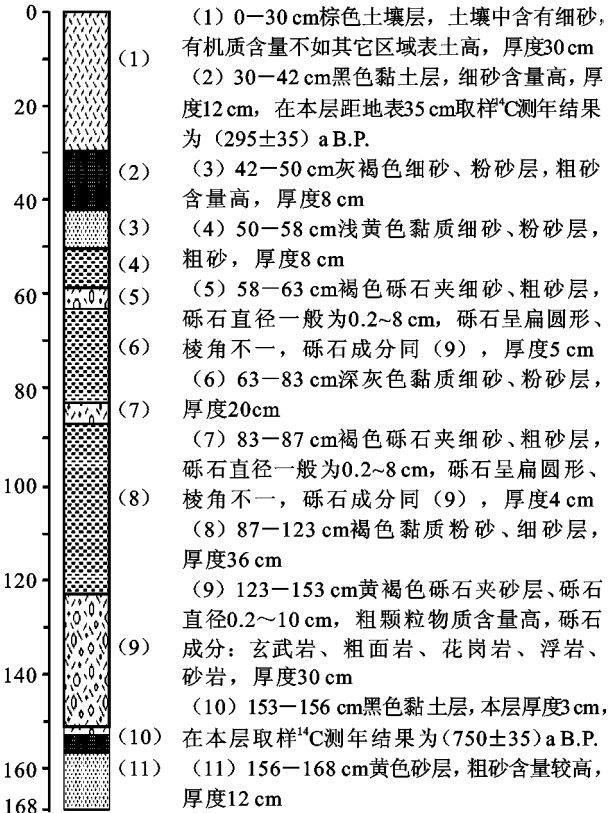 0
20
40
60
80
100
120
140
160
168
(1)
(2)
(3)
(4)
(5)
(6)
(7)
(8)
(9)
(10)
(11)
(1)0—30 cm棕色土壤层，土壤中含有细砂，
有机质含量不如其它区域表土高，厚度30 cm
(2)30—42 cm黑色黏土层，细砂含量高，厚
度12 cm，在本层距地表35 cm取样¹⁴C测年结果
为（295±35）a B.P.
(3)42—50 cm灰褐色细砂、粉砂层，粗砂
含量高，厚度8 cm
(4)50—58 cm浅黄色黏质细砂、粉砂层，
粗砂，厚度8 cm
(5)58—63 cm褐色砾石夹细砂、粗砂层，
砾石直径一般为0.2~8 cm，砾石呈扁圆形、
棱角不一，砾石成分同（9），厚度5 cm
(6)63—83 cm深灰色黏质细砂、粉砂层，
厚度20cm
(7)83—87 cm褐色砾石夹细砂、粗砂层，
砾石直径一般为0.2~8 cm，砾石呈扁圆形、
棱角不一，砾石成分同（9），厚度4 cm
(8)87—123 cm褐色黏质粉砂、细砂层，
厚度36 cm
(9)123—153 cm黄褐色砾石夹砂层、砾石
直径0.2~10 cm，粗颗粒物质含量高，砾石
成分：玄武岩、粗面岩、花岗岩、浮岩、
砂岩，厚度30 cm
(10)153—156 cm黑色黏土层，本层厚度3 cm，
在本层取样¹⁴C测年结果为（750±35）a B.P.
(11)156—168 cm黄色砂层，粗砂含量较高，
厚度12 cm